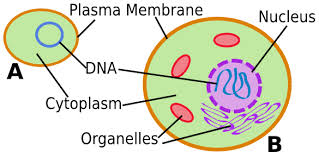 Plasma Membrane
Nucleus
A
DNA
Cytoplasm
Organelles
B